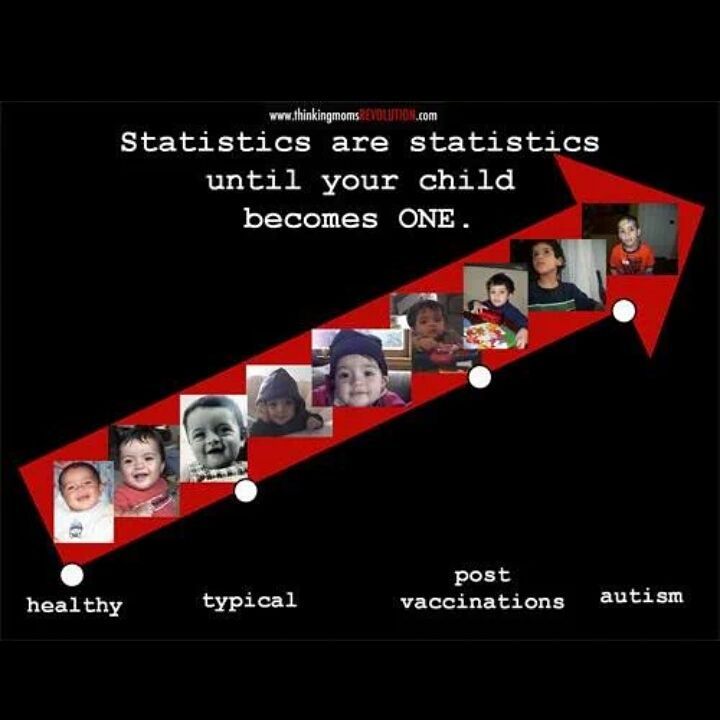 www.thinkingmomsREVOLUTION.com
Statistics are statistics
until your child
becomes ONE.
healthy
typical
post
vaccinations
autism